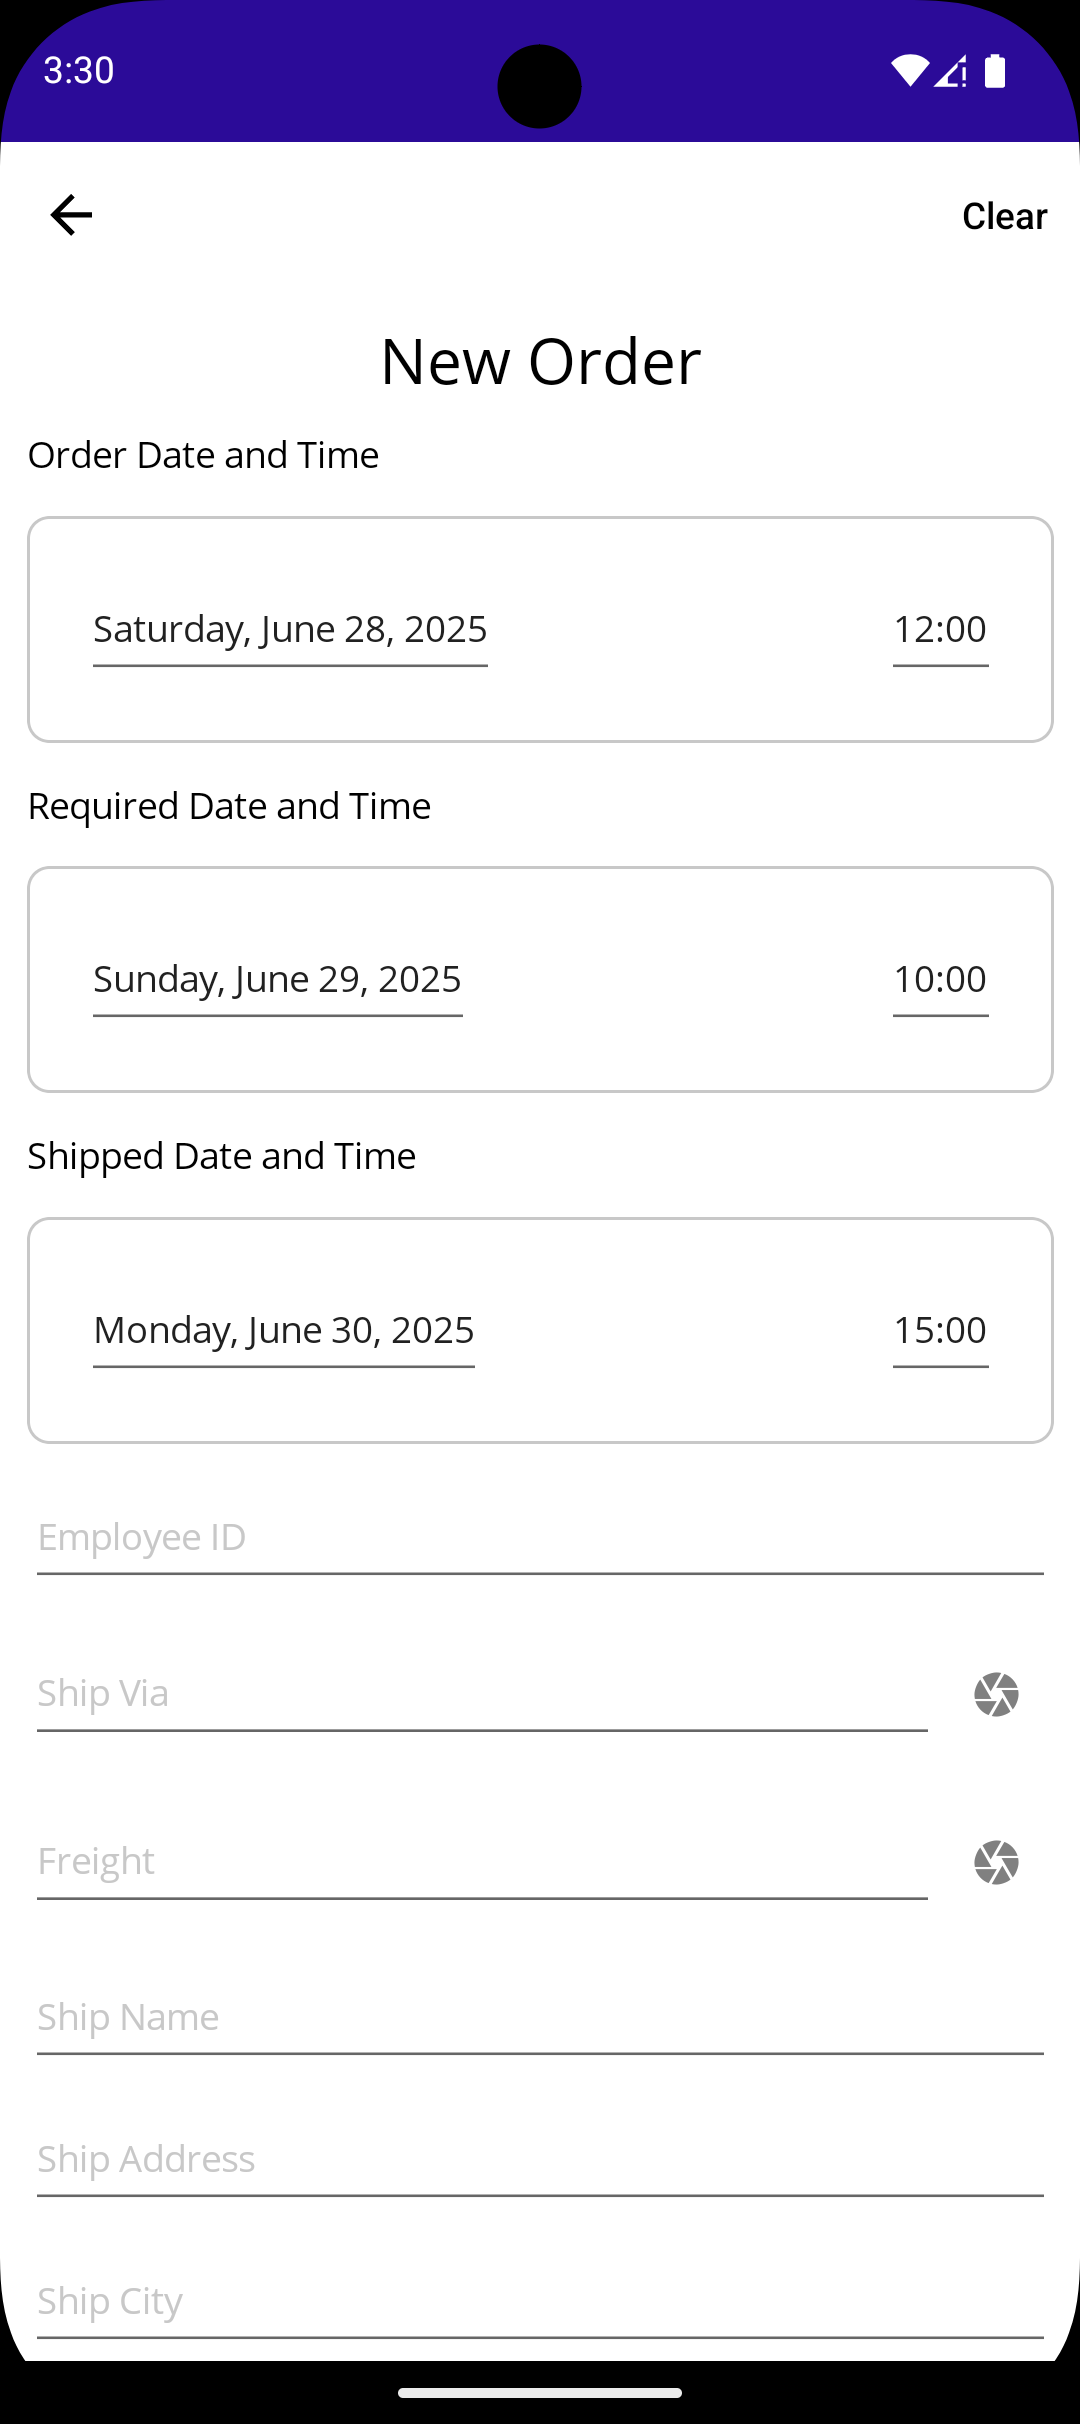 3:30
Clear
New Order
Order Date and Time
Saturday, June 28, 2025 12:00
Required Date and Time
Sunday, June 29, 2025 10:00
Shipped Date and Time
Monday, June 30, 2025 15:00
Employee ID
Ship Via
Freight
Ship Name
Ship Address
Ship City